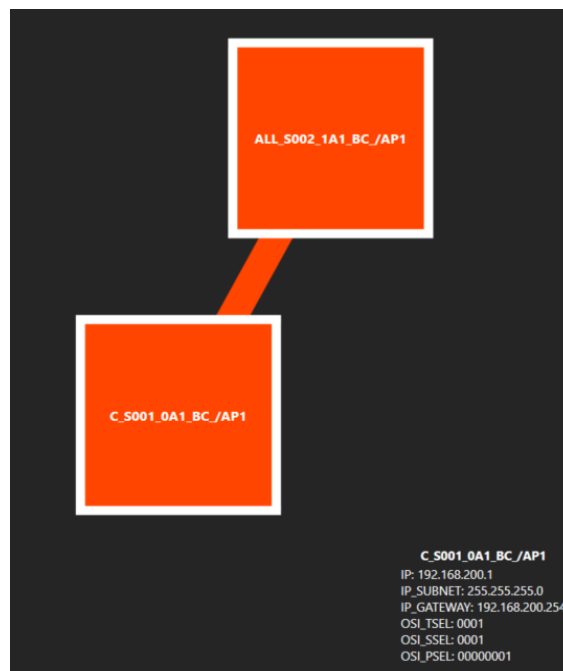 ALL_S002_1A1_BC_/AP1
C_S001_0A1_BC_/AP1
C_S001_0A1_BC_/AP1
IP: 192.168.200.1
IP_SUBNET: 255.255.255.0
IP_GATEWAY: 192.168.200.254
OSI_TSEL: 0001
OSI_SSEL: 0001
OSI_PSEL: 00000001